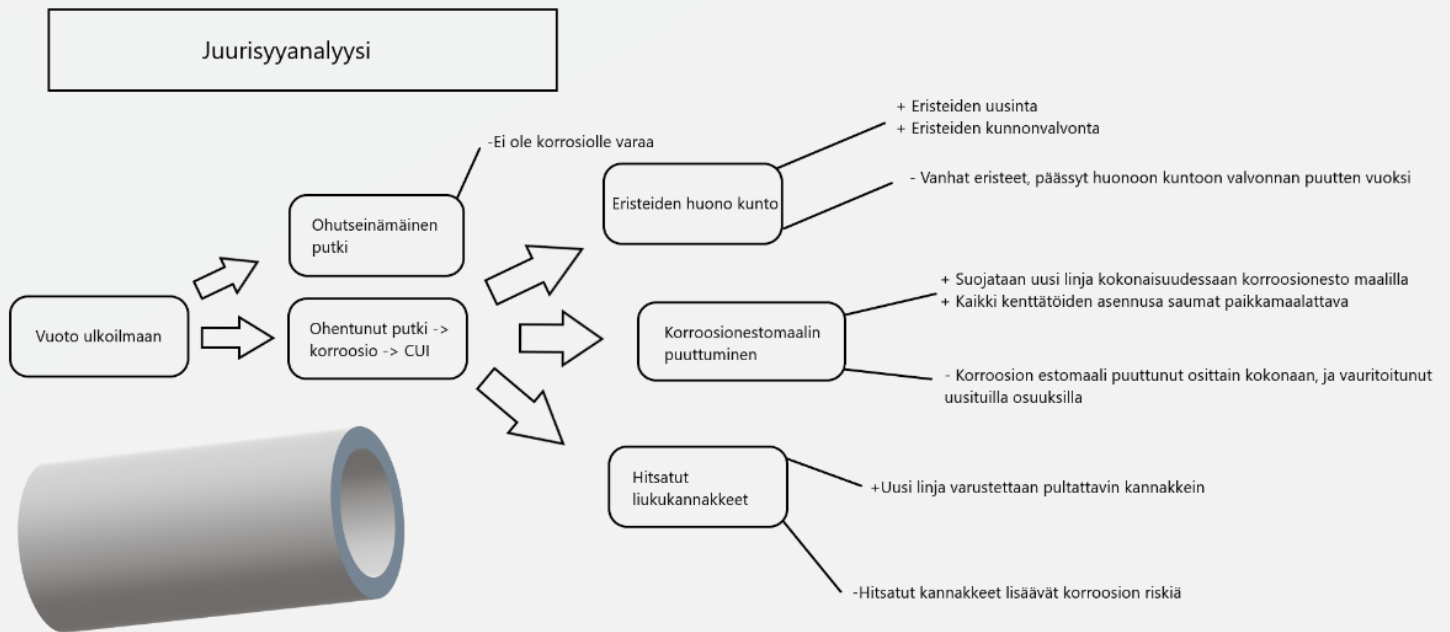 Juurisyyanalyysi
+ Eristeiden uusinta
+ Eristeiden kunnonvalvonta
-Ei ole korrosiolle varaa
- Vanhat eristeet, päässyt huonoon kuntoon valvonnan puutten vuoksi
Eristeiden huono kunto
Ohutseinämäinen
putki
+ Suojataan uusi linja kokonaisuudessaan korroosionesto maalilla
+ Kaikki kenttätöiden asennusa saumat paikkamaalattava
Vuoto ulkoilmaan
Ohentunut putki ->
korroosio -> CUI
Korroosionestomaalin
puuttuminen
- Korroosion estomaali puuttunut osittain kokonaan, ja vauritoitunut
uusituilla osuuksilla
Hitsatut
liukukannakkeet
+Uusi linja varustettaan pultattavin kannakkein
-Hitsatut kannakkeet lisäävät korroosion riskiä